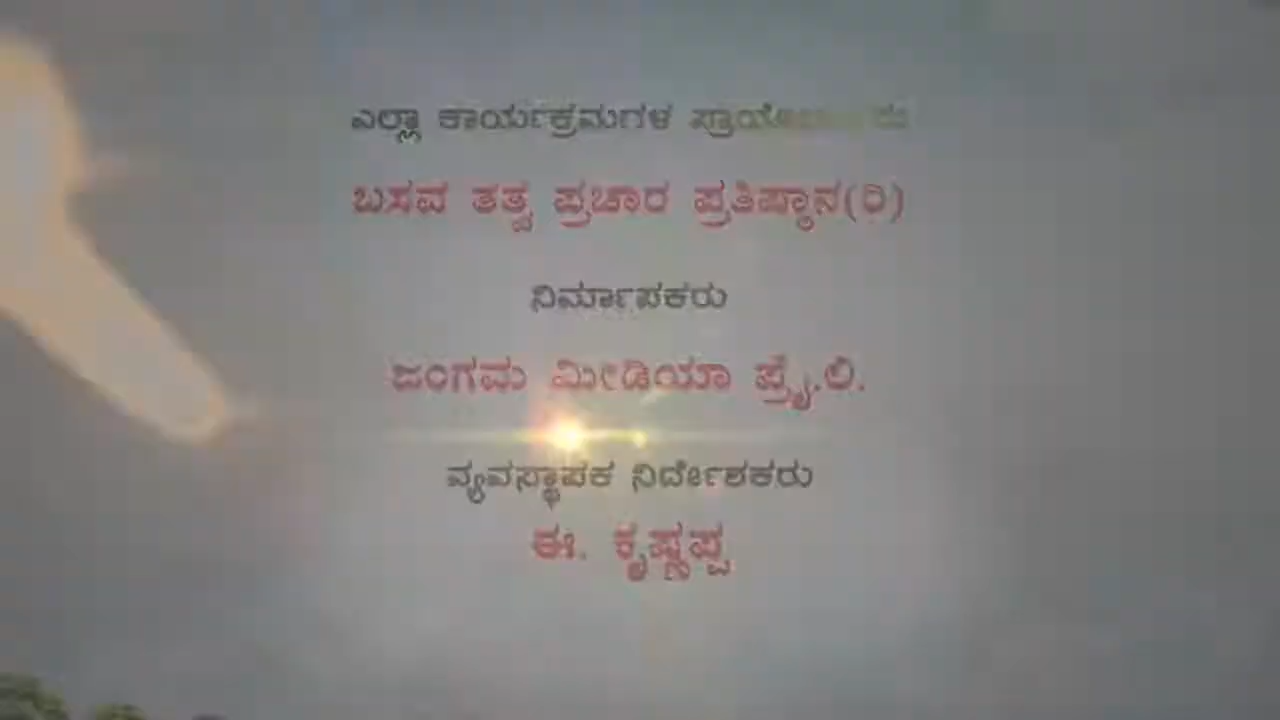 ಎಲ್ಲಾ ಕಾರ್ಯಕ್ರಮಗಳ
ಬಸವ ತತ್ವ ಪ್ರಚಾರ ಪ್ರತಿಷ್ಠಾನ(ರಿ)
ನಿರ್ಮಾಪಕರು
ಜಂಗಮ ಮೀಡಿಯಾ ಪ್ರೈ.ಲಿ.
ವ್ಯವಸ್ಥಾಪಕ ನಿರ್ದೇಶಕರು
ಈ. ಕೃಷ್ಣಪ್ಪ